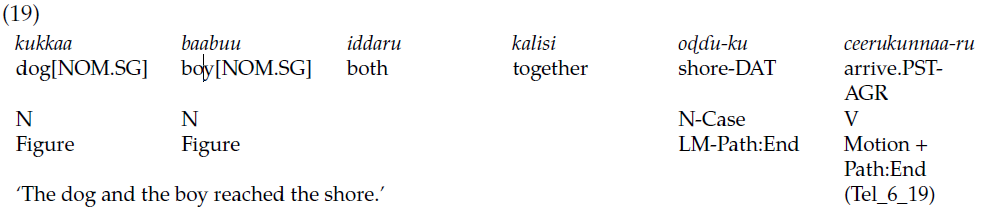 (19)
kukkaa baabuu iddaru kalisi oḍḍu-ku ceerukunnaa-ru
dog[NOM.SG] boy[NOM.SG] both together shore-DAT arrive.PST-
AGR
N N N-Case V
Figure Figure LM-Path:End Motion +
Path:End
‘The dog and the boy reached the shore.’ (Tel_6_19)